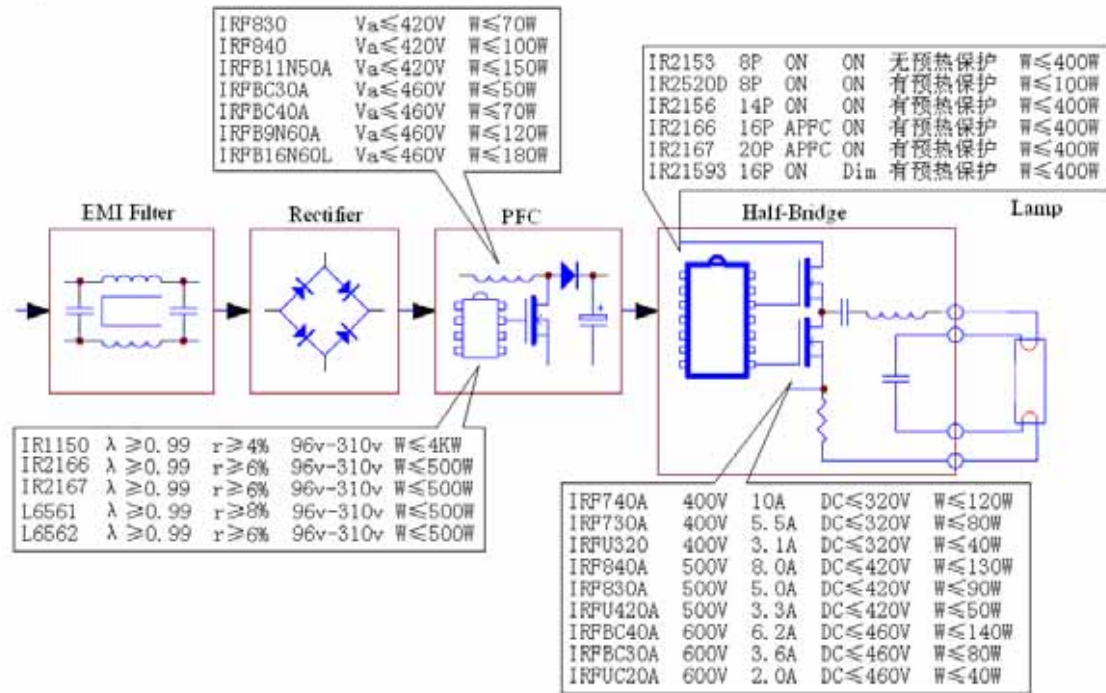 IRF830 Va≤420V W≤70W
IRF840 Va≤420V W≤100W
IRFB11N50A Va≤420V W≤150W
IRFBC30A Va≤460V W≤50W
IRFBC40A Va≤460V W≤70W
IRFB9N60A Va≤460V W≤120W
IRFB16N60L Va≤460V W≤180W
IR2153 8P ON ON 无预热保护 W≤400W
IR2520D 8P ON ON 有预热保护 W≤100W
IR2156 14P ON ON 有预热保护 W≤400W
IR2166 16P APFC ON 有预热保护 W≤400W
IR2167 20P APFC ON 有预热保护 W≤400W
IR21593 16P ON Dim 有预热保护 W≤400W
EMI Filter Rectifier PFC Half-Bridge Lamp
IR1150 λ≥0.99 r≥4% 96v-310v W≤4KW
IR2166 λ≥0.99 r≥6% 96v-310v W≤500W
IR2167 λ≥0.99 r≥6% 96v-310v W≤500W
L6561 λ≥0.99 r≥8% 96v-310v W≤500W
L6562 λ≥0.99 r≥6% 96v-310v W≤500W
IRF740A 400V 10A DC≤320V W≤120W
IRF730A 400V 5.5A DC≤320V W≤80W
IRFU320 400V 3.1A DC≤320V W≤40W
IRF840A 500V 8.0A DC≤420V W≤130W
IRF830A 500V 5.0A DC≤420V W≤90W
IRFU420A 500V 3.3A DC≤420V W≤50W
IRFBC40A 600V 6.2A DC≤460V W≤140W
IRFBC30A 600V 3.6A DC≤460V W≤80W
IRFUC20A 600V 2.0A DC≤460V W≤40W